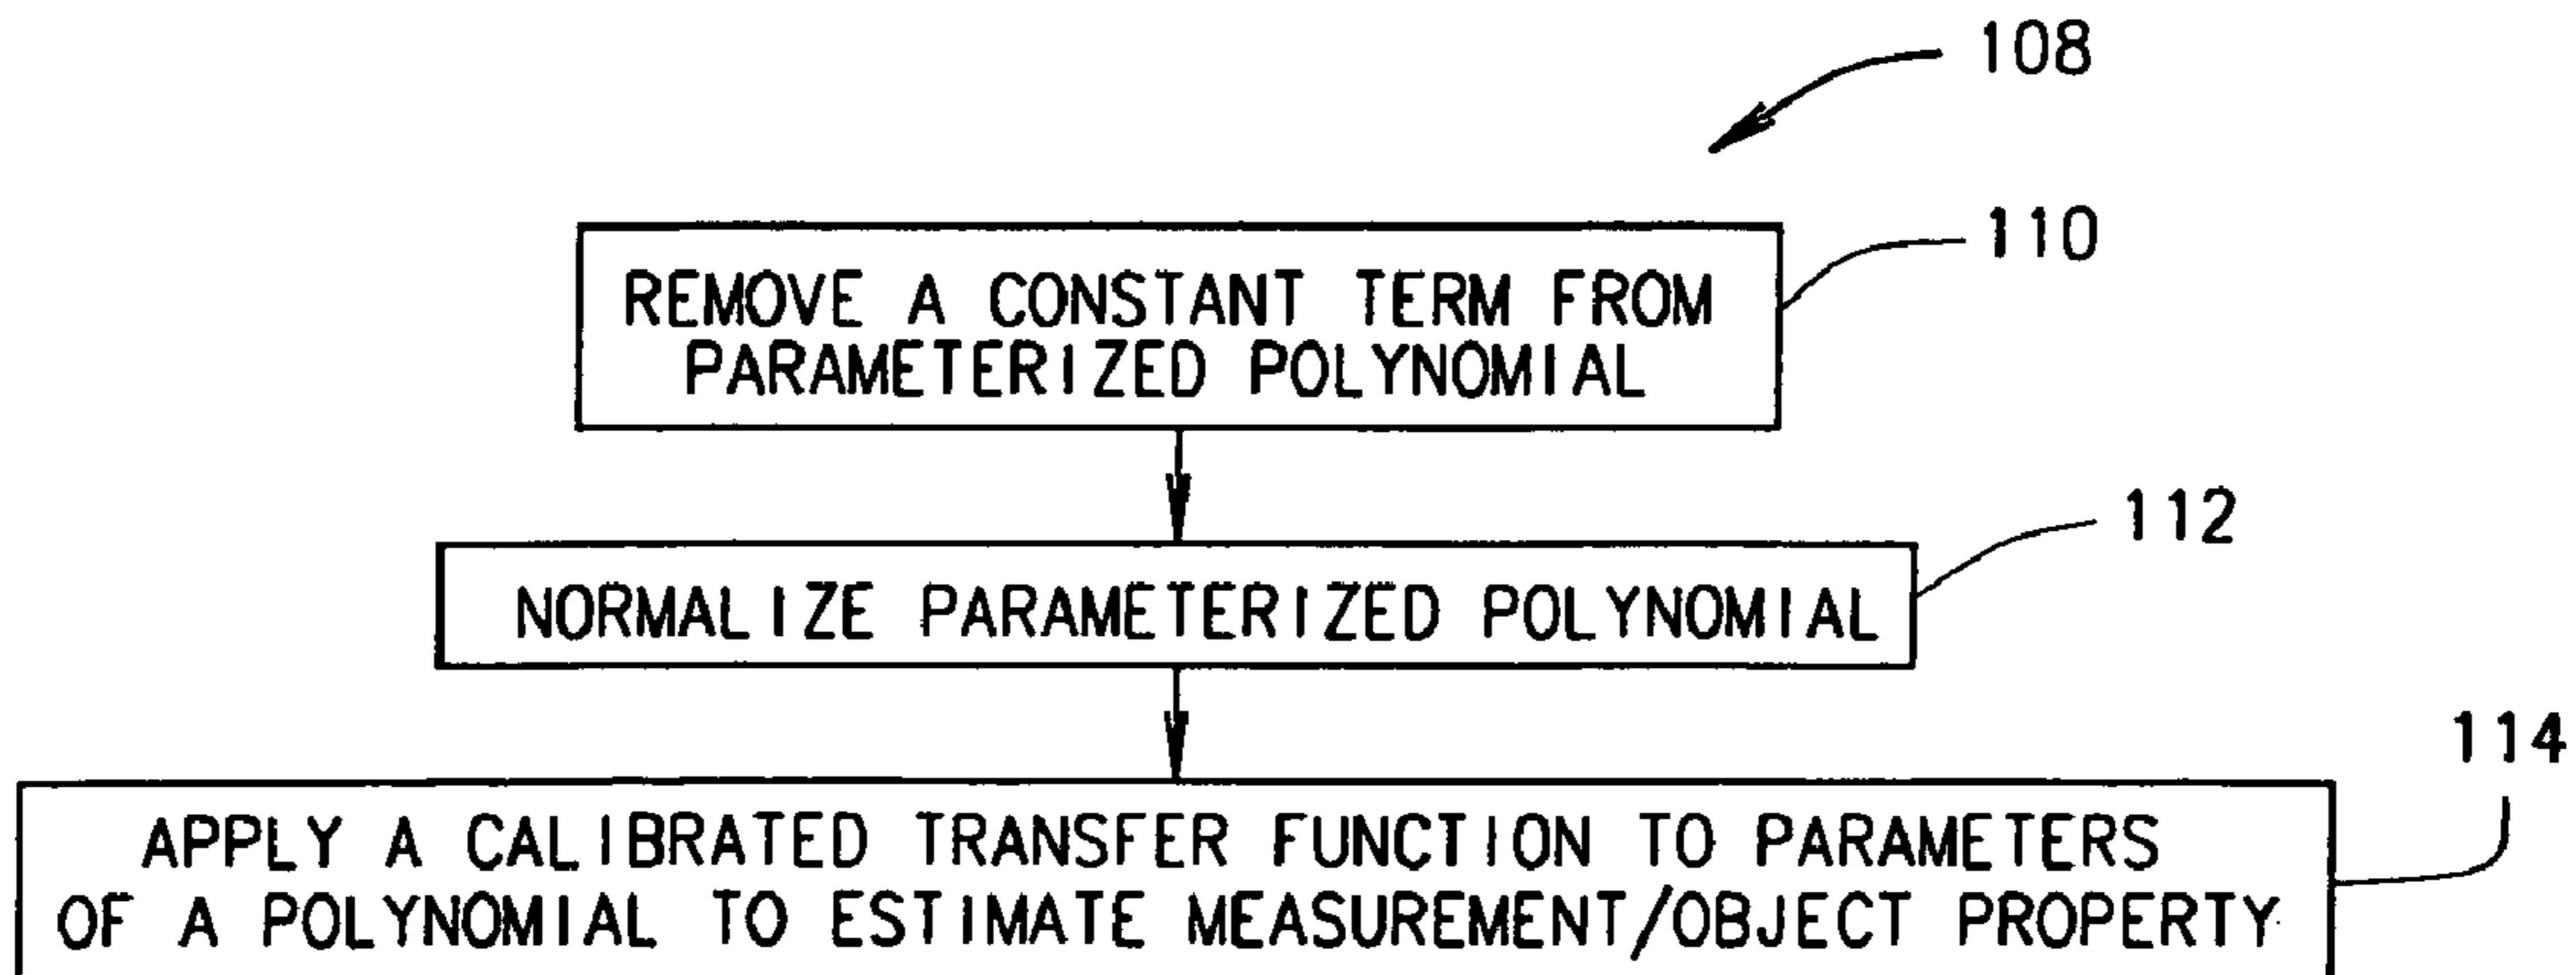 108
110
REMOVE A CONSTANT TERM FROM
PARAMETERIZED POLYNOMIAL
112
NORMALIZE PARAMETERIZED POLYNOMIAL
114
APPLY A CALIBRATED TRANSFER FUNCTION TO PARAMETERS
OF A POLYNOMIAL TO ESTIMATE MEASUREMENT/OBJECT PROPERTY